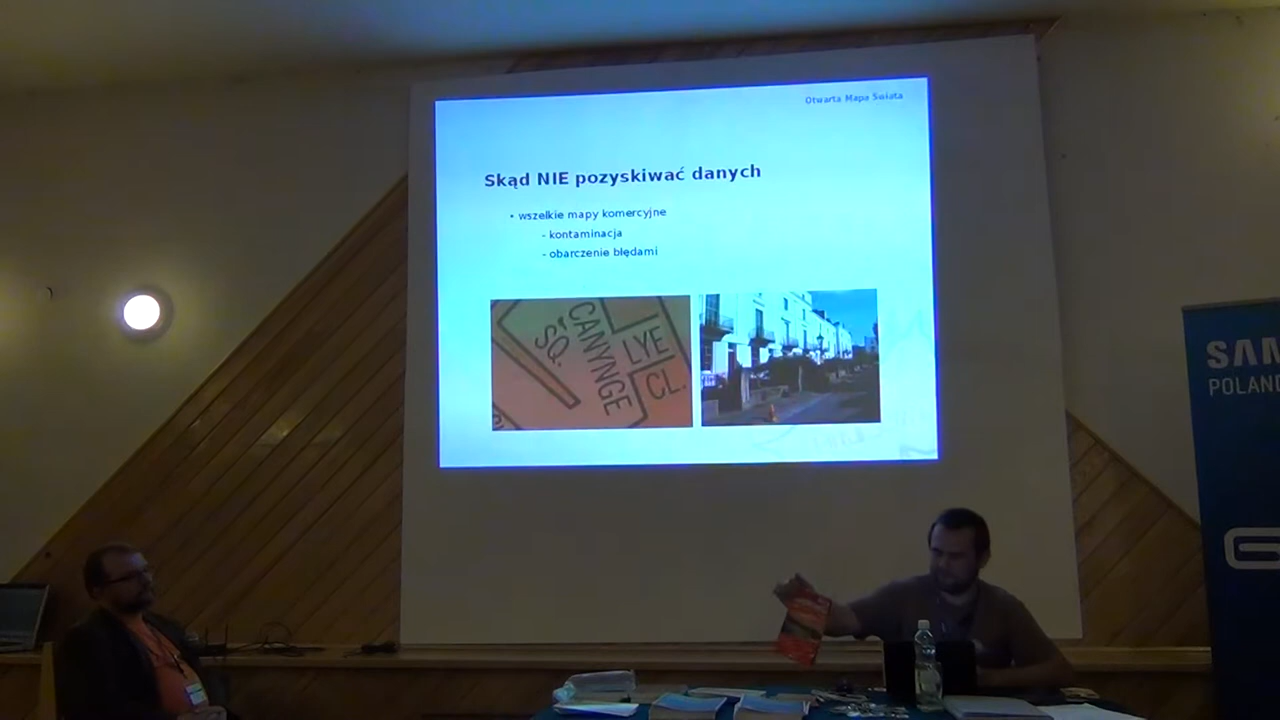 Otwarta Mapa Świata
Skąd NIE pozyskiwać danych
• wszelkie mapy komercyjne
- kontaminacja
- obarczenie błędami
CANYNGE
SQ.
LYE
CL.
SAM
POLAND